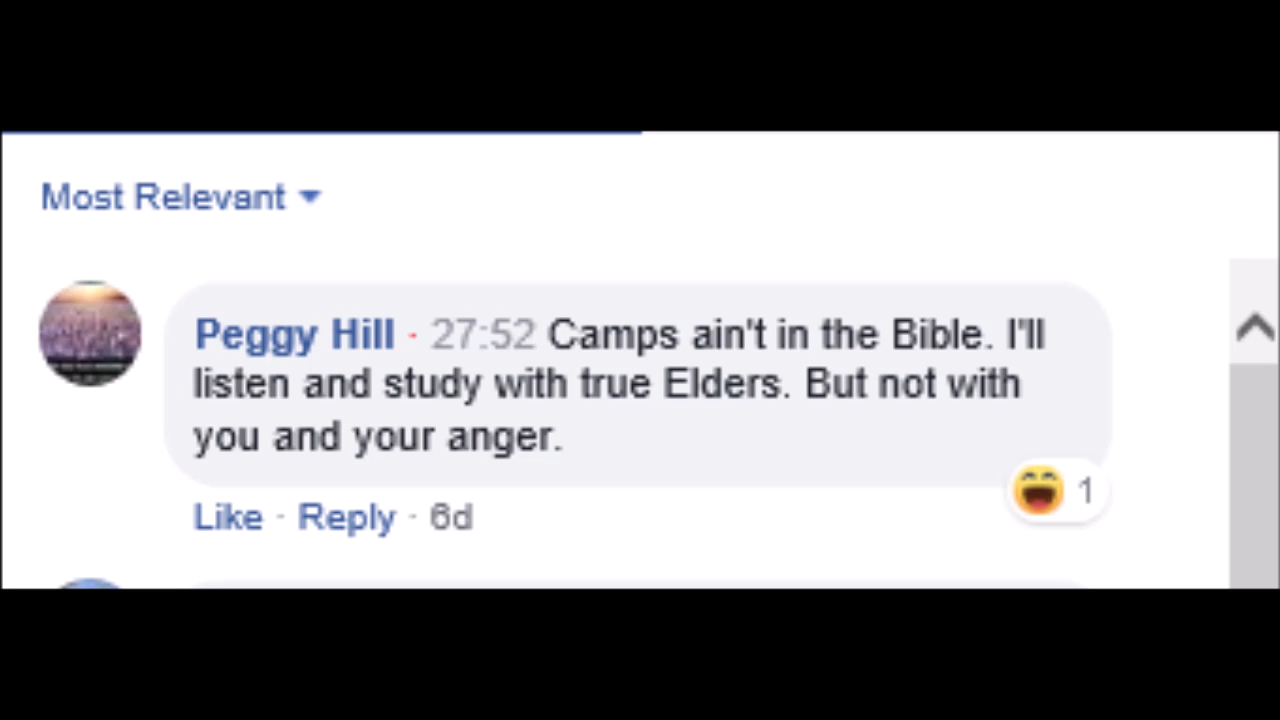 Most Relevant
Peggy Hill · 27:52 Camps ain't in the Bible. I'll
listen and study with true Elders. But not with
you and your anger.
1
Like · Reply · 6d